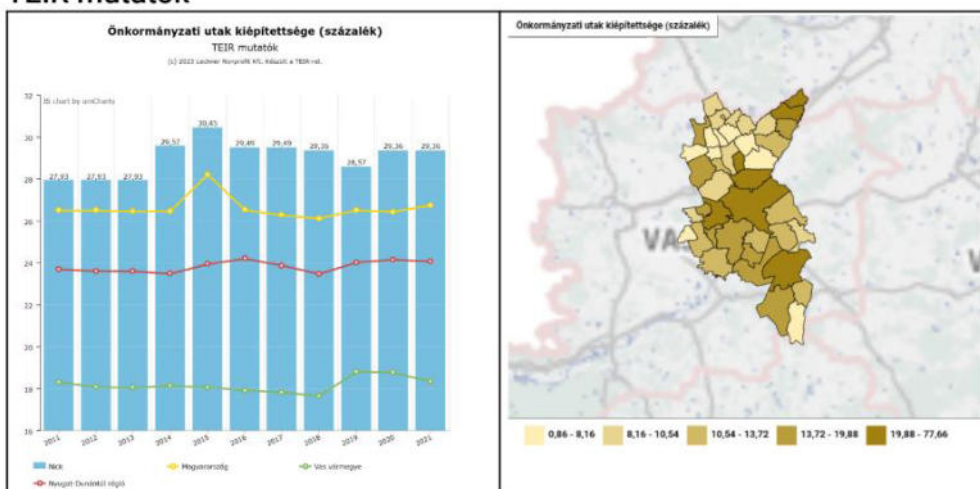 TEIR mutatók
Önkormányzati utak kiépítettsége (százalék)
TEIR mutatók
(c) 2023 Lechner Nonprofit Kft. Készült a TEIR-rel.
JS chart by amCharts
32
30
28
26
24
22
20
18
16
27,93
27,93
27,93
29,57
30,45
29,49
29,49
29,36
28,57
29,36
29,36
2011
2012
2013
2014
2015
2016
2017
2018
2019
2020
2021
Nick
Magyarország
Vas vármegye
Nyugat-Dunántúl régió
Önkormányzati utak kiépítettsége (százalék)
VA
V
0,86 - 8,16
8,16 - 10,54
10,54 - 13,72
13,72 - 19,88
19,88 - 77,66